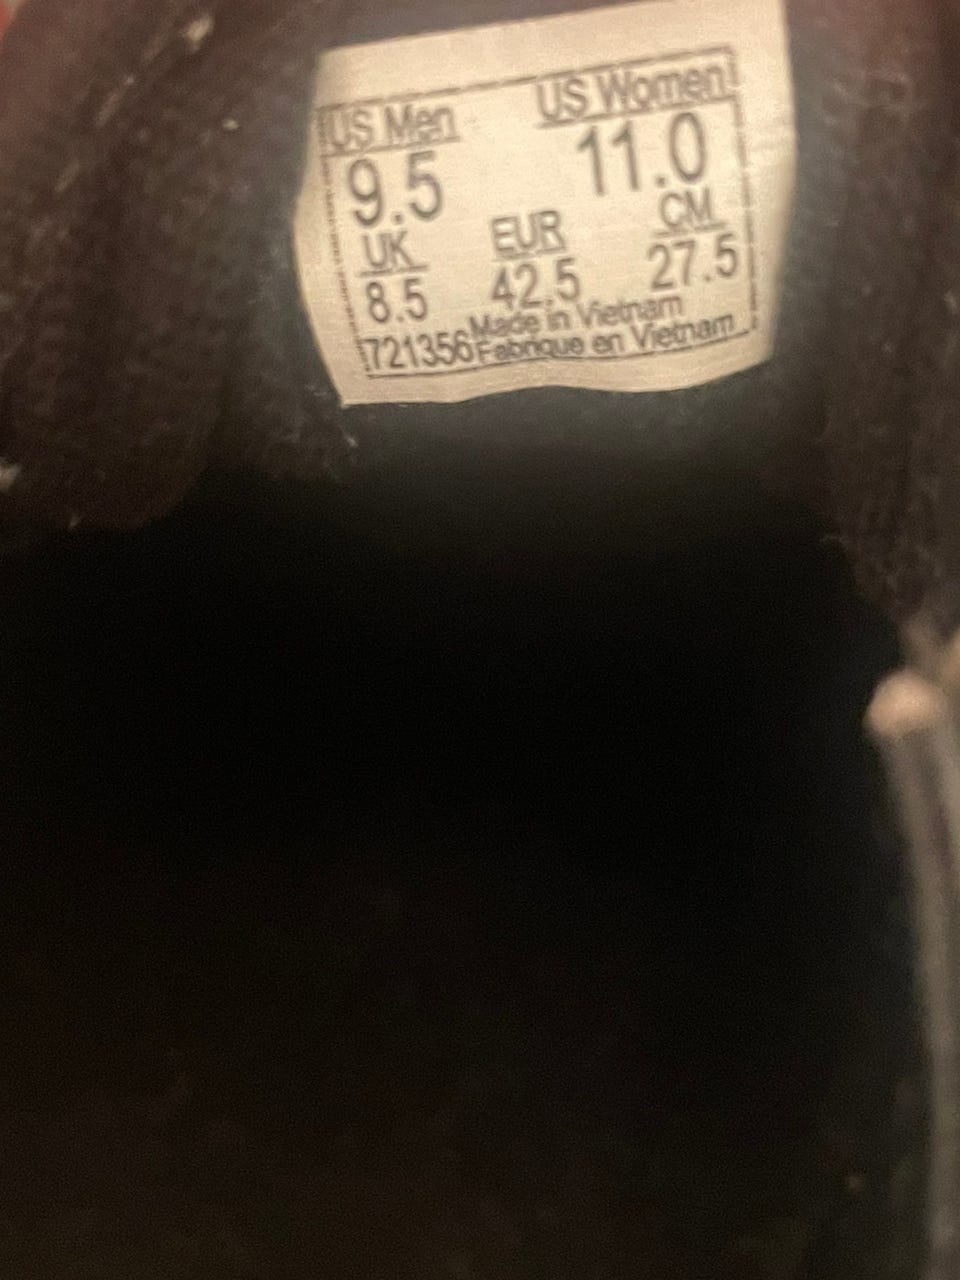 US Men US Women
9.5 11.0
UK EUR CM
8.5 42.5 27.5
Made in Vietnam
721356 Fabrique en Vietnam